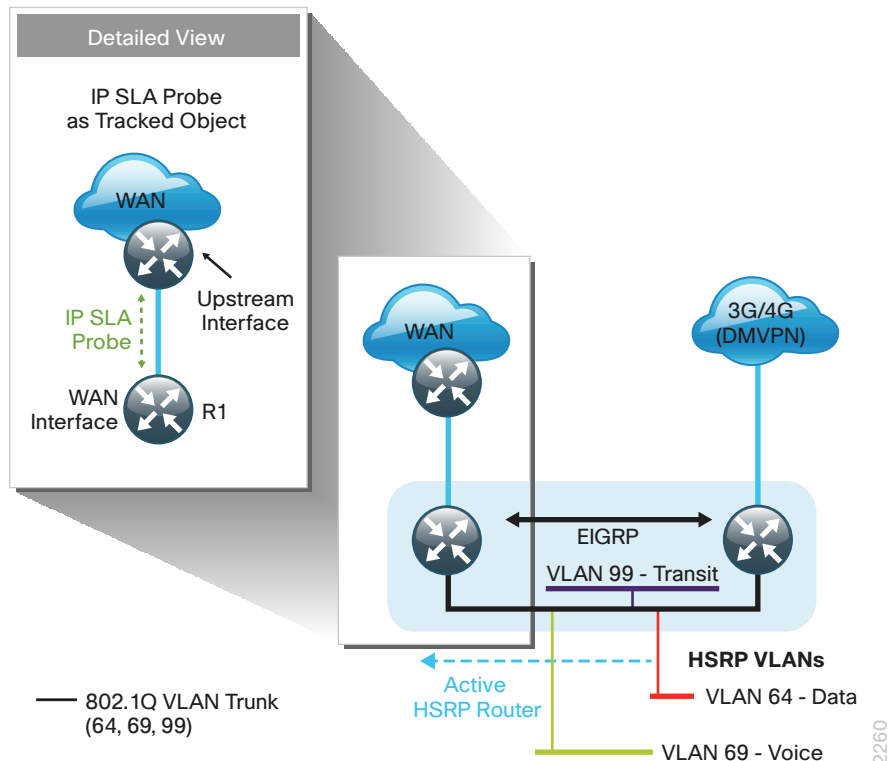 Detailed View
IP SLA Probe
as Tracked Object
WAN
Upstream
Interface
IP SLA
Probe
WAN
Interface
R1
WAN
3G/4G
(DMVPN)
EIGRP
VLAN 99 - Transit
HSRP VLANs
Active
HSRP Router
VLAN 64 - Data
802.1Q VLAN Trunk
(64, 69, 99)
VLAN 69 - Voice
2260